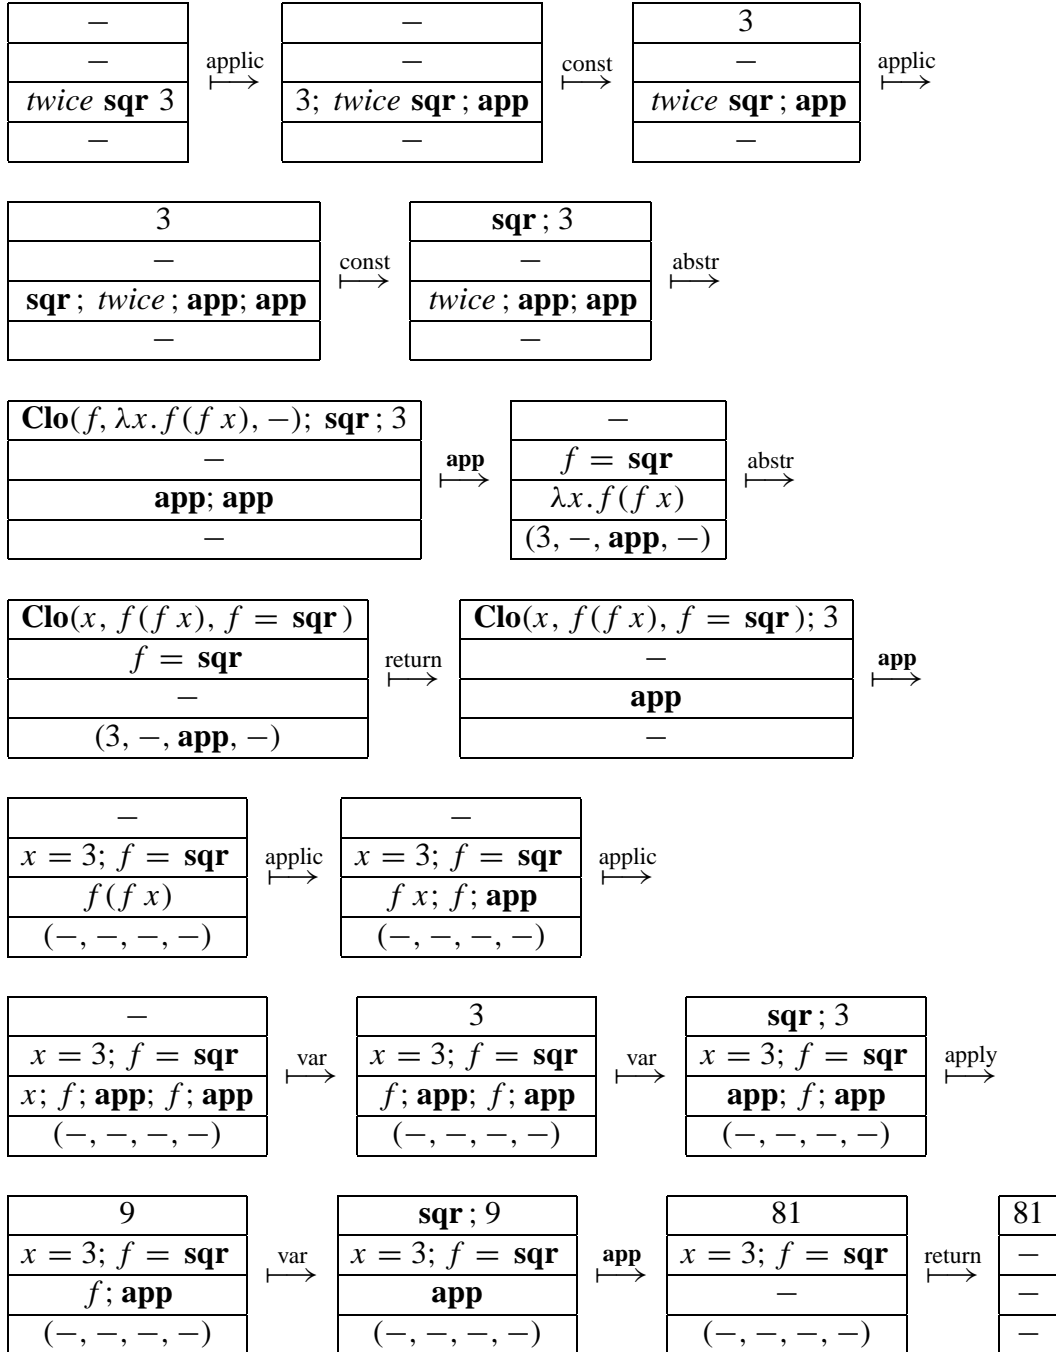 − − 3
− applic − const − applic
twice sqr 3 ⟼ 3; twice sqr ; app ⟼ twice sqr ; app ⟼
− − −
3 sqr ; 3
− const − abstr
sqr ; twice ; app; app ⟼ twice ; app; app ⟼
− −
Clo(f, λx.f(f x), −); sqr ; 3 −
− app f = sqr abstr
app; app ⟼ λx.f(f x) ⟼
− (3, −, app, −)
Clo(x, f(f x), f = sqr) Clo(x, f(f x), f = sqr); 3
f = sqr return − app
− ⟼ app ⟼
(3, −, app, −) −
− −
x = 3; f = sqr applic x = 3; f = sqr applic
f(f x) ⟼ f x; f; app ⟼
(−, −, −, −) (−, −, −, −)
− 3 sqr ; 3
x = 3; f = sqr var x = 3; f = sqr var x = 3; f = sqr apply
x; f; app; f; app ⟼ f; app; f; app ⟼ app; f; app ⟼
(−, −, −, −) (−, −, −, −) (−, −, −, −)
9 sqr ; 9 81 81
x = 3; f = sqr var x = 3; f = sqr app x = 3; f = sqr return −
f; app ⟼ app ⟼ − ⟼ −
(−, −, −, −) (−, −, −, −) (−, −, −, −) −